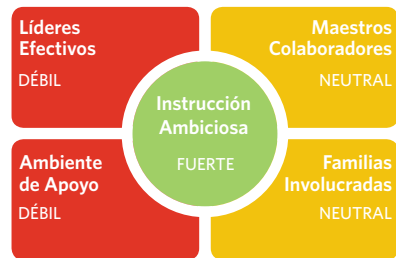 Líderes
Efectivos
DÉBIL
Maestros
Colaboradores
NEUTRAL
Instrucción
Ambiciosa
FUERTE
Ambiente
de Apoyo
DÉBIL
Familias
Involucradas
NEUTRAL